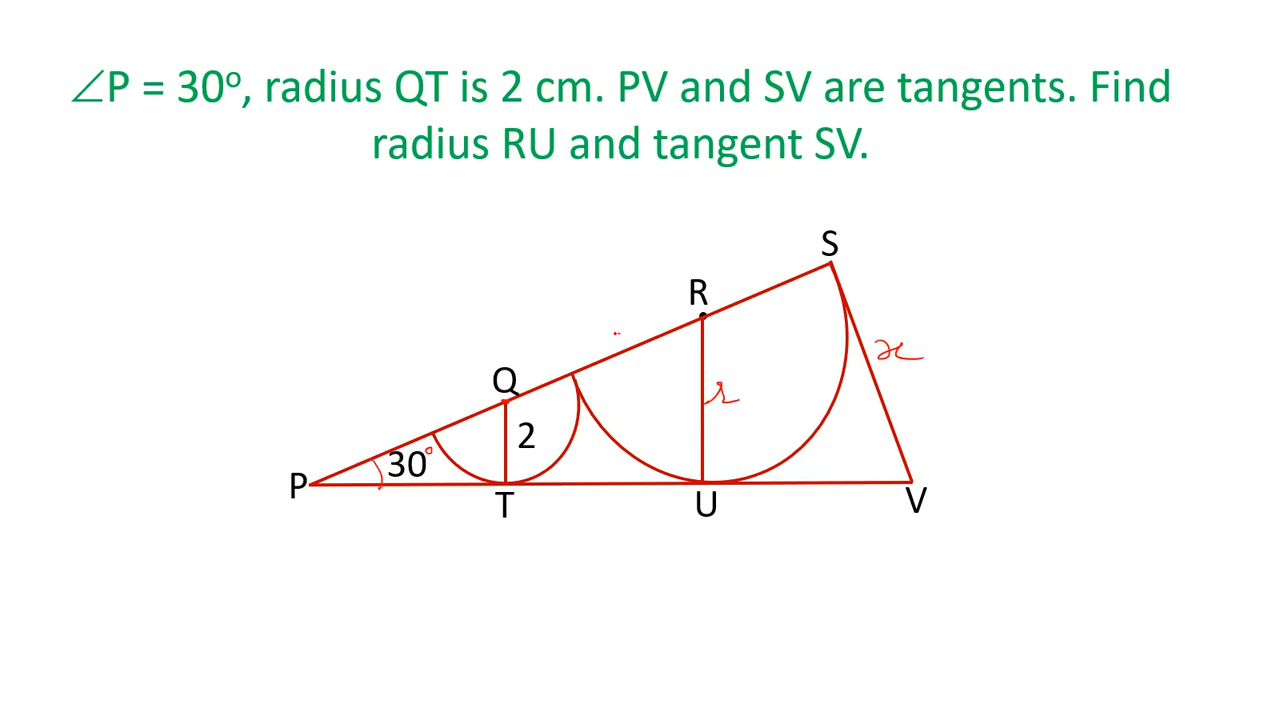 ∠P = 30°, radius QT is 2 cm. PV and SV are tangents. Find
radius RU and tangent SV.
S
R
x
Q
r
2
30°
P
T
U
V